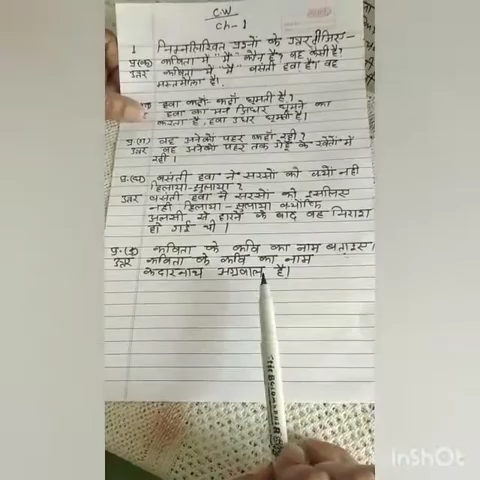 CW
Ch-1
1 निम्नलिखित प्रश्नों के उत्तर दीजिए-
प्र(क) कविता में "मैं" कौन है, वह कैसी है?
उत्तर कविता में "मैं" बसंती हवा है। वह
मस्तमौला है।
हवा कहाँ-कहाँ घूमती है?
हवा का मन जिधर घूमने का
करता है, हवा उधर घूमती है।
प्र(ग) वह अनेकों पहर कहाँ रही?
उत्तर वह अनेकों पहर तक गेहूँ के खेतों में
रही।
प्र.(घ) बसंती हवा ने सरसों को क्यों नहीं
हिलाया-झुलाया?
उत्तर बसंती हवा ने सरसों को इसलिए
नहीं हिलाया-झुलाया क्योंकि
अलसी से हारने के बाद वह निराश
हो गई थी।
प्र.(ङ) कविता के कवि का नाम बताइए।
उत्तर कविता के कवि का नाम
केदारनाथ अग्रवाल है।
InShOt